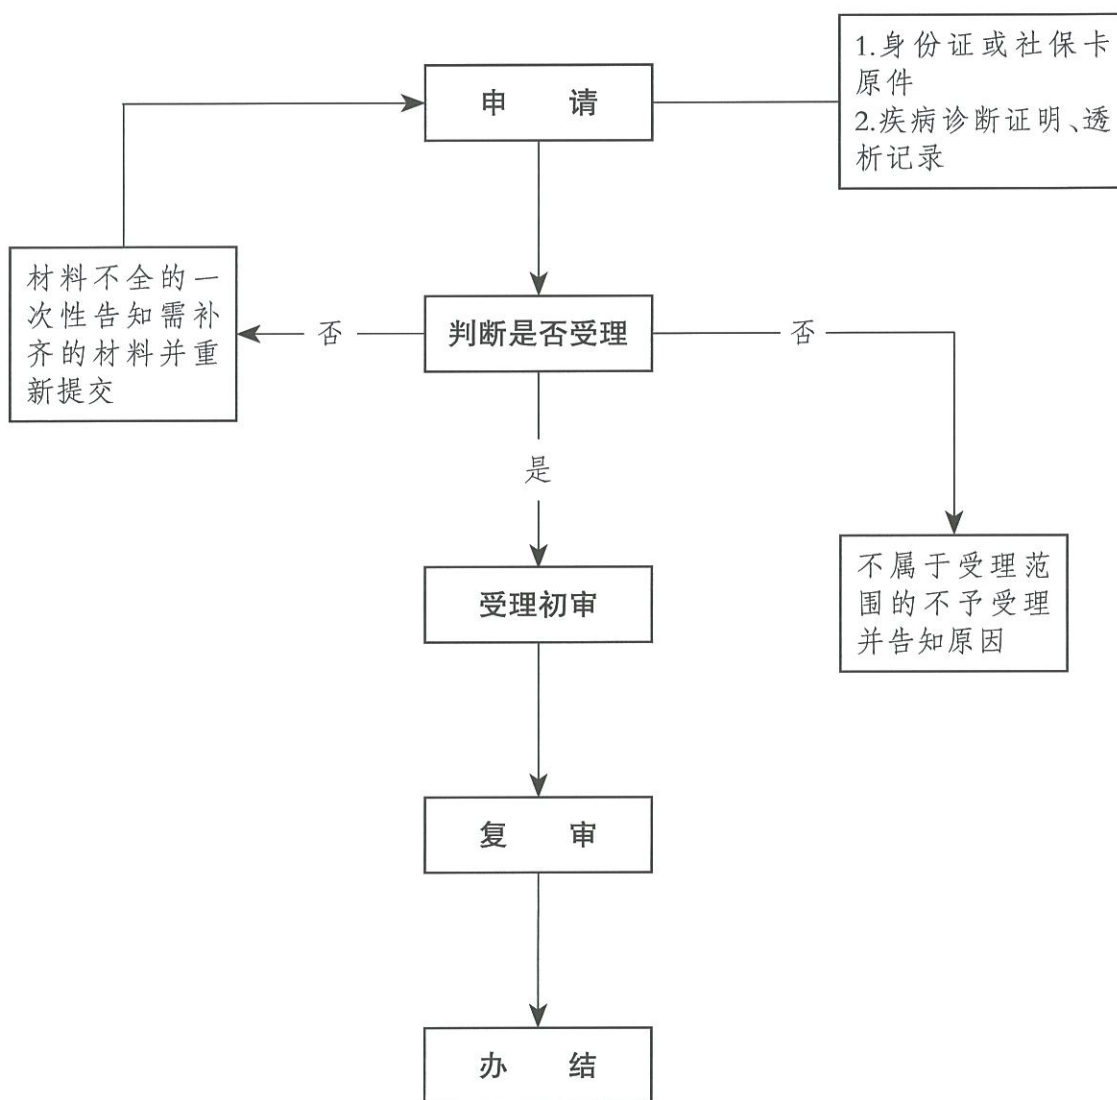 申 请
1.身份证或社保卡
原件
2.疾病诊断证明、透
析记录
材料不全的一
次性告知需补
齐的材料并重
新提交
否
判断是否受理
否
是
不属于受理范
围的不予受理
并告知原因
受理初审
复 审
办 结